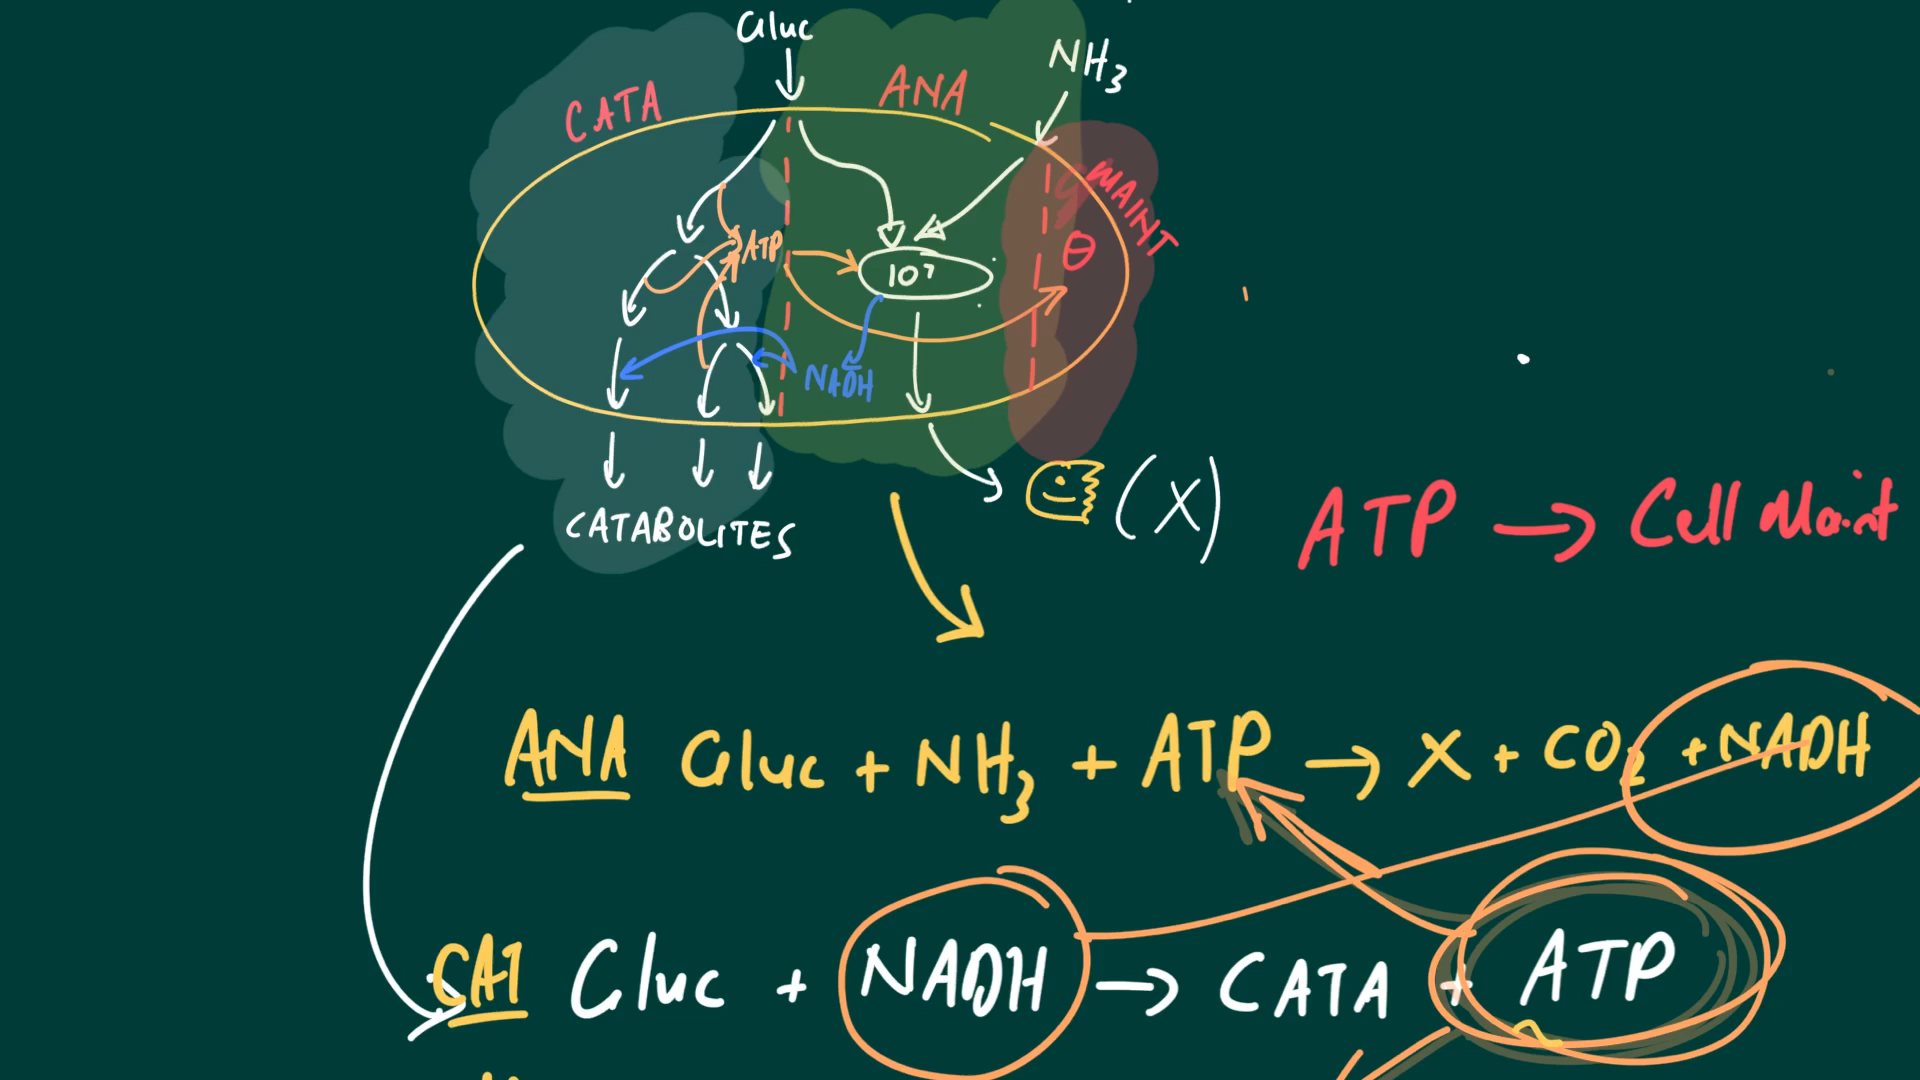 Gluc
NH3
CATA
ANA
MAINT
ATP
10?
θ
NADH
CATABOLITES
(X)
ATP → Cell Maint
ANA Gluc + NH3 + ATP → X + CO2 + NADH
CAT Gluc + NADH → CATA + ATP